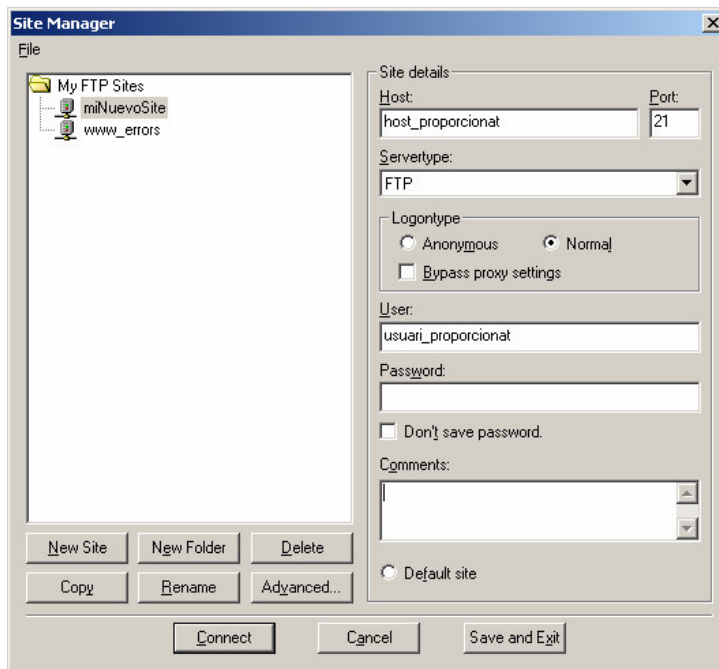 Site Manager
File
My FTP Sites
miNuevoSite
www_errors
New Site
New Folder
Delete
Copy
Rename
Advanced...
Site details
Host:
Port:
host_proporcionat
21
Servertype:
FTP
Logontype
Anonymous
Normal
Bypass proxy settings
User:
usuari_proporcionat
Password:
Don't save password.
Comments:
Default site
Connect
Cancel
Save and Exit